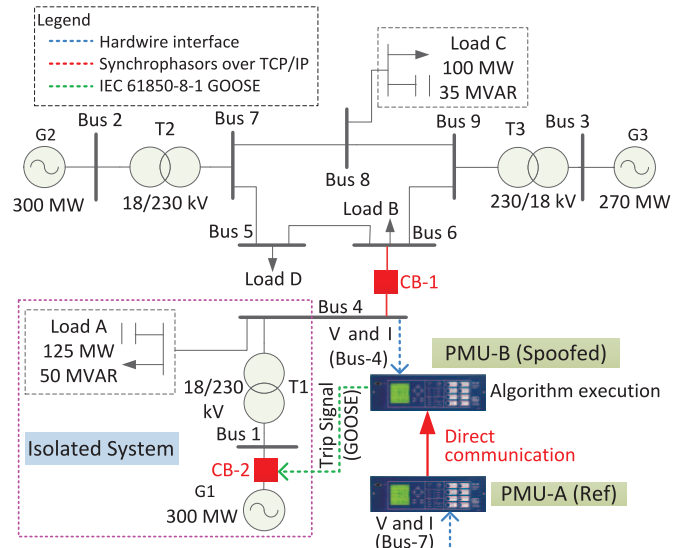 Legend
Hardwire interface
Synchrophasors over TCP/IP
IEC 61850-8-1 GOOSE
Load C
100 MW
35 MVAR
G2
Bus 2
T2
Bus 7
Bus 9
T3
Bus 3
G3
300 MW
18/230 kV
Bus 8
230/18 kV
270 MW
Load B
Bus 5
Bus 6
Load D
CB-1
Bus 4
Load A
125 MW
50 MVAR
V and I
(Bus-4)
PMU-B (Spoofed)
18/230
kV
T1
Algorithm execution
Trip Signal
(GOOSE)
Bus 1
Isolated System
Direct
communication
CB-2
G1
300 MW
PMU-A (Ref)
V and I
(Bus-7)